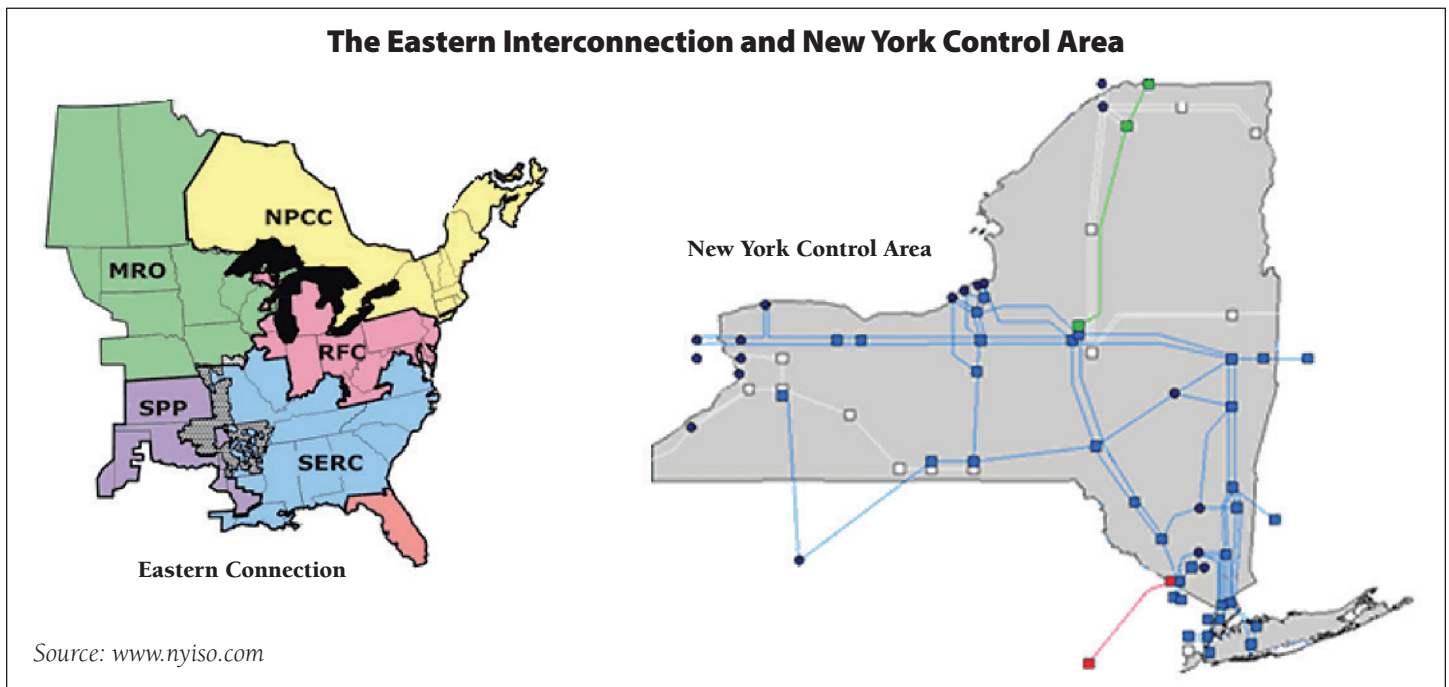 The Eastern Interconnection and New York Control Area
NPCC
MRO
RFC
SPP
SERC
Eastern Connection
New York Control Area
Source: www.nyiso.com